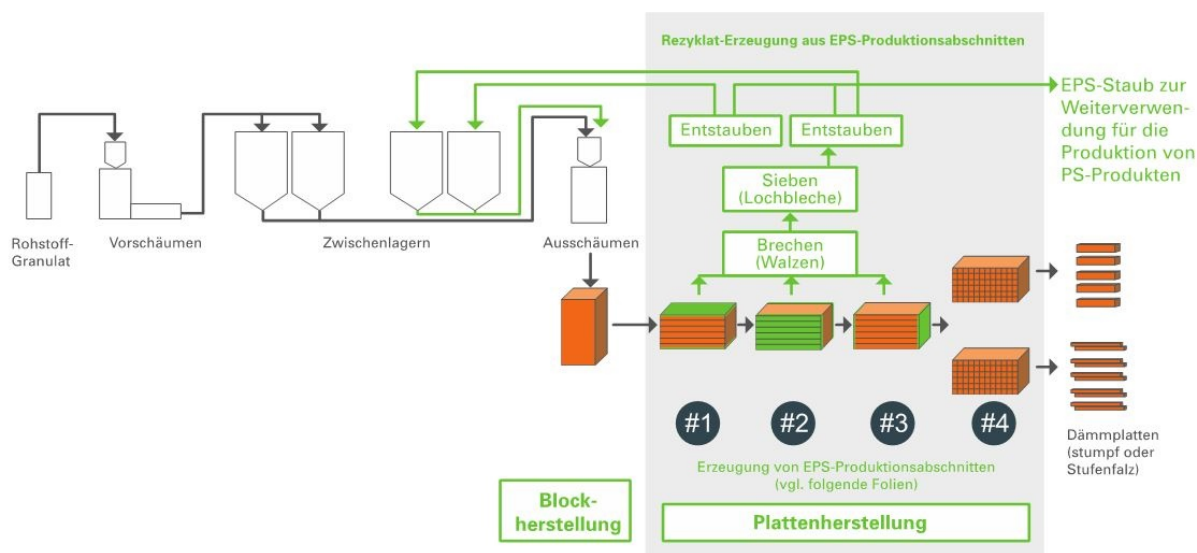 Rezyklat-Erzeugung aus EPS-Produktionsabschnitten
EPS-Staub zur
Weiterverwen-
dung für die
Produktion von
PS-Produkten
Entstauben
Entstauben
Sieben
(Lochbleche)
Brechen
(Walzen)
Rohstoff-
Granulat
Vorschäumen
Zwischenlagern
Ausschäumen
#1
#2
#3
#4
Dämmplatten
(stumpf oder
Stufenfalz)
Erzeugung von EPS-Produktionsabschnitten
(vgl. folgende Folien)
Block-
herstellung
Plattenherstellung